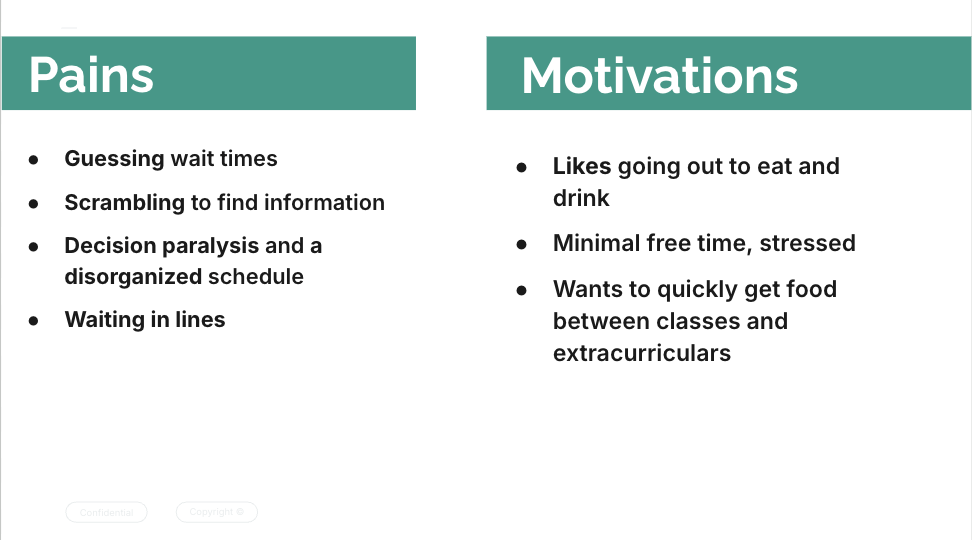 Pains
● Guessing wait times
● Scrambling to find information
● Decision paralysis and a
disorganized schedule
● Waiting in lines
Motivations
● Likes going out to eat and
drink
● Minimal free time, stressed
● Wants to quickly get food
between classes and
extracurriculars
Confidential
Copyright ©